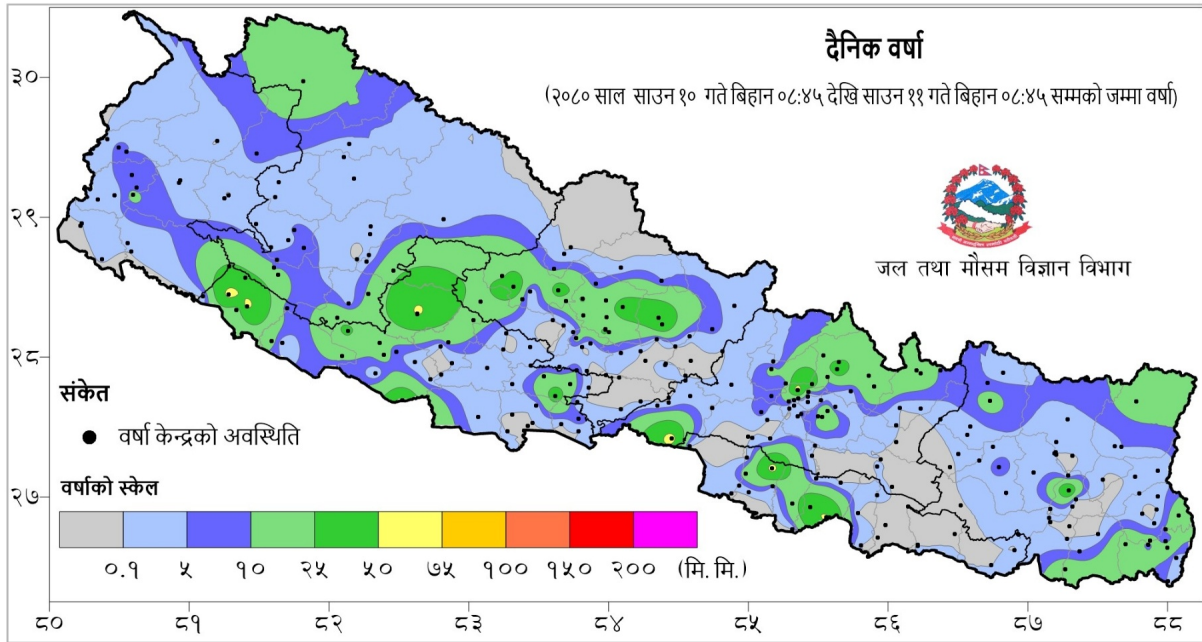 दैनिक वर्षा
(२०८० साल साउन १० गते बिहान ०८:४५ देखि साउन ११ गते बिहान ०८:४५ सम्मको जम्मा वर्षा)
जल तथा मौसम विज्ञान विभाग
३०
२९
२८
२७
संकेत
वर्षा केन्द्रको अवस्थिति
वर्षाको स्केल
०.१ ५ १० २५ ५० ७५ १०० १५० २०० (मि. मि.)
८० ८१ ८२ ८३ ८४ ८५ ८६ ८७ ८८